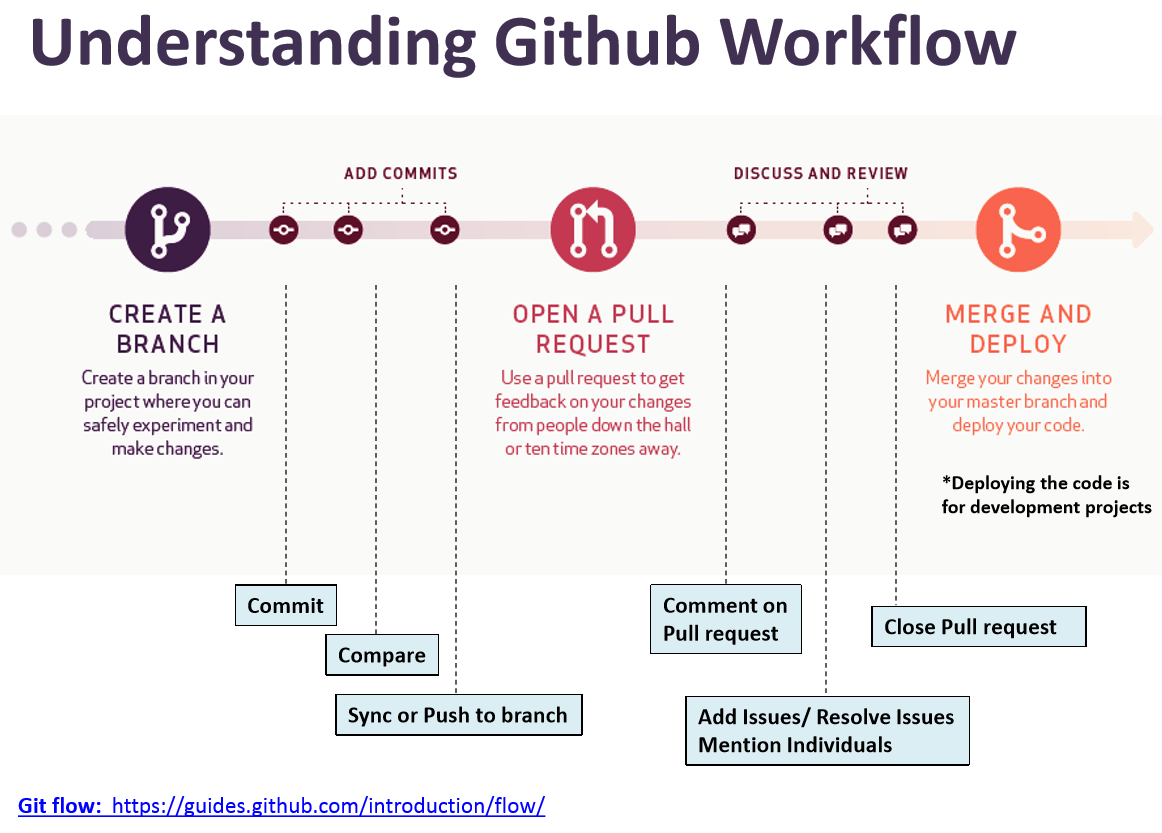 Understanding Github Workflow
ADD COMMITS
DISCUSS AND REVIEW
CREATE A
BRANCH
Create a branch in your
project where you can
safely experiment and
make changes.
OPEN A PULL
REQUEST
Use a pull request to get
feedback on your changes
from people down the hall
or ten time zones away.
MERGE AND
DEPLOY
Merge your changes into
your master branch and
deploy your code.
*Deploying the code is
for development projects
Commit
Compare
Sync or Push to branch
Comment on
Pull request
Add Issues/ Resolve Issues
Mention Individuals
Close Pull request
Git flow:  https://guides.github.com/introduction/flow/